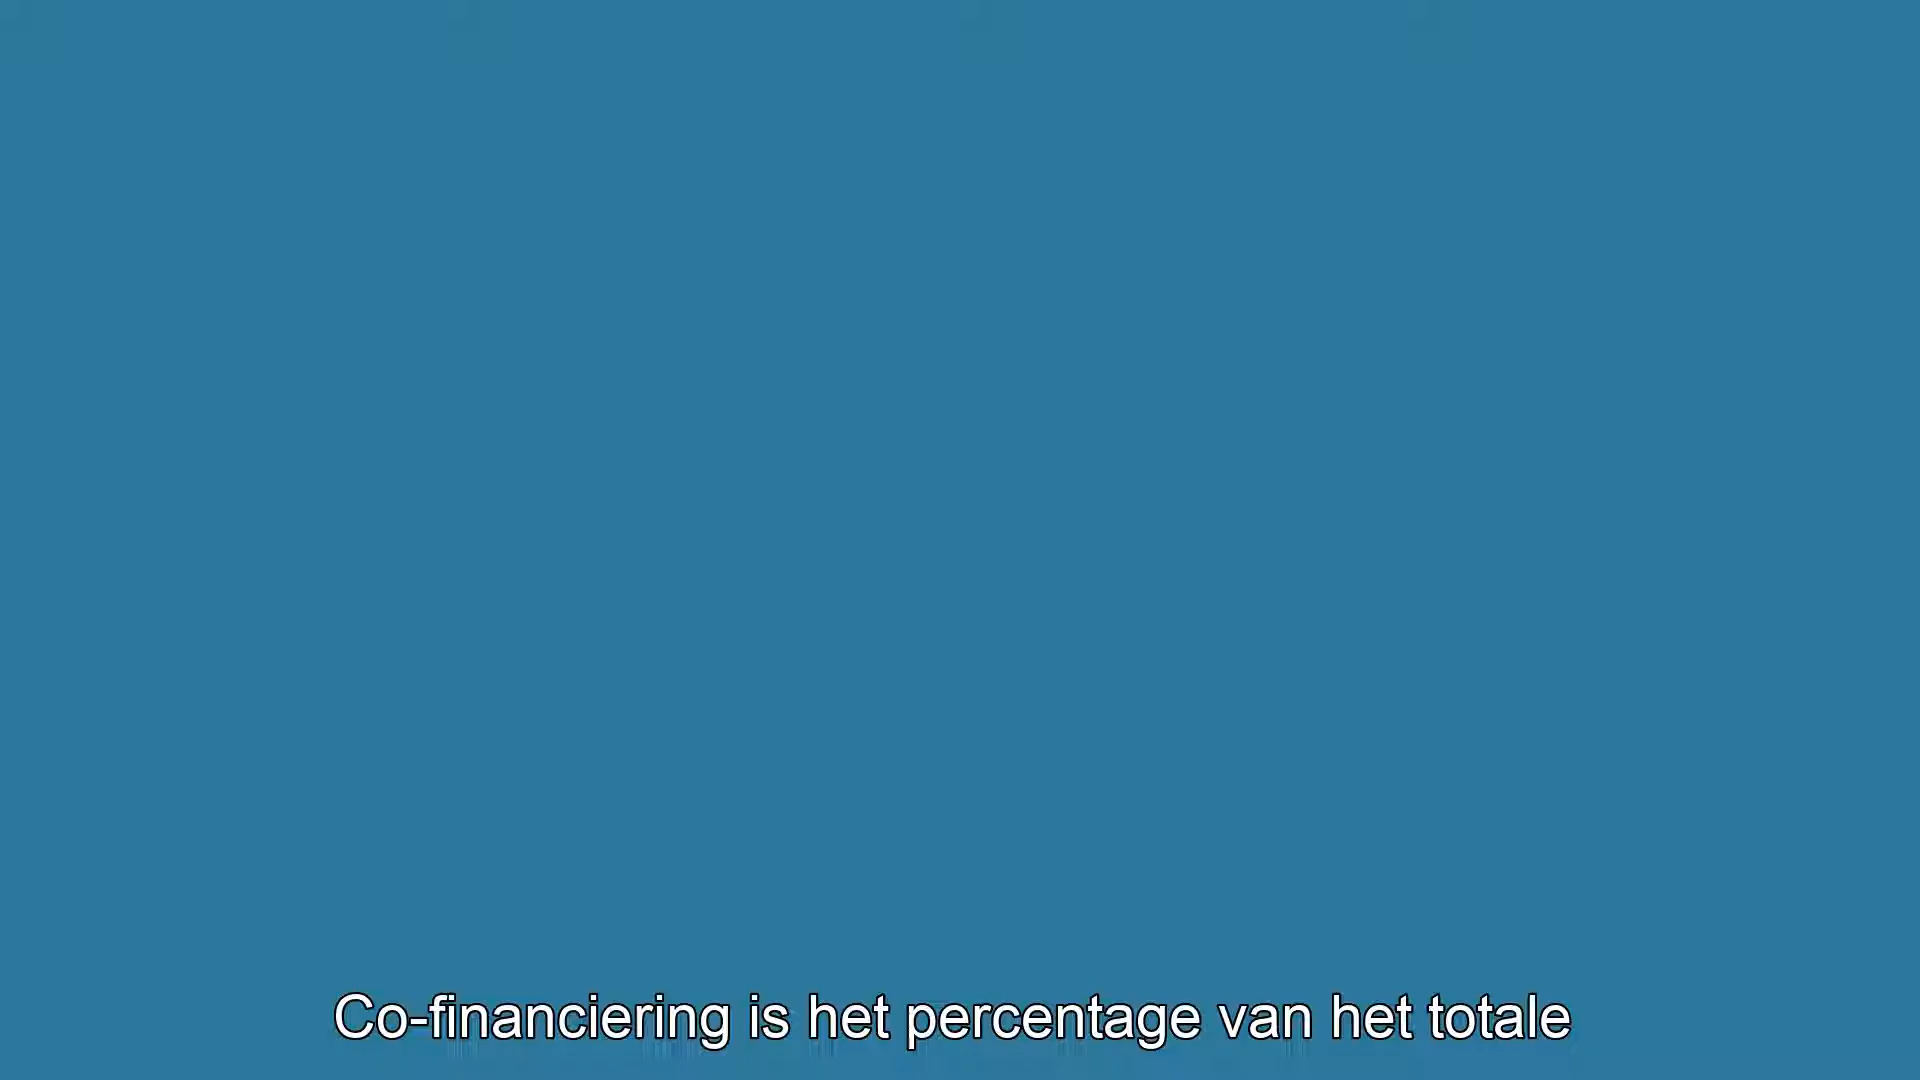 Co-financiering is het percentage van het totale